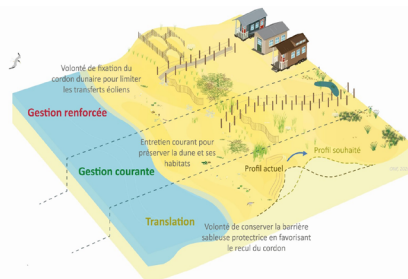 Volonté de fixation du
cordon dunaire pour limiter
les transferts éoliens
Gestion renforcée
Entretien courant pour
préserver la dune et ses
habitats
Gestion courante
Profil souhaité
Profil actuel
Translation
Volonté de conserver la barrière
sableuse protectrice en favorisant
le recul du cordon